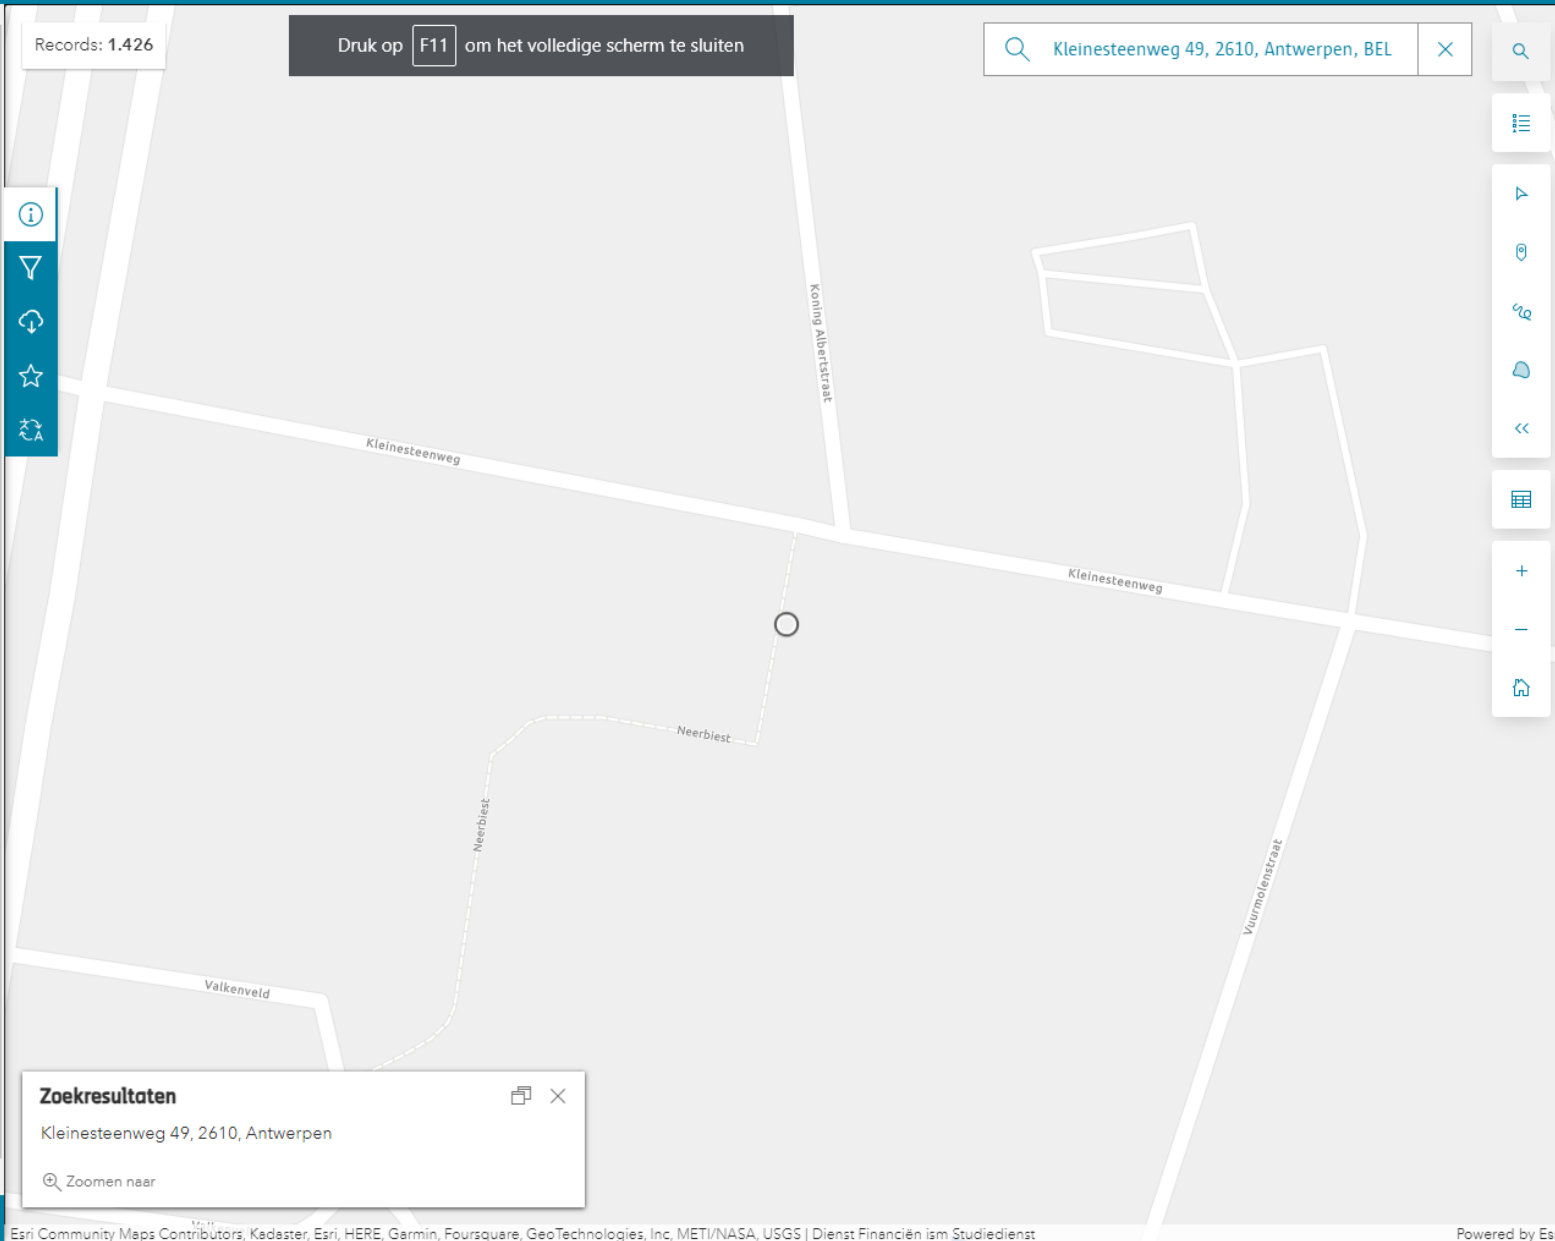 Records: 1.426
Druk op F11 om het volledige scherm te sluiten
Kleinesteenweg 49, 2610, Antwerpen, BEL
Koning Albertstraat
Kleinesteenweg
Kleinesteenweg
Neerbiest
Neerbiest
Vuurmolenstraat
Valkenveld
Zoekresultaten
Kleinesteenweg 49, 2610, Antwerpen
Zoomen naar
Esri Community Maps Contributors, Kadaster, Esri, HERE, Garmin, Foursquare, GeoTechnologies, Inc, METI/NASA, USGS | Dienst Financiën ism Studiedienst
Powered by Es